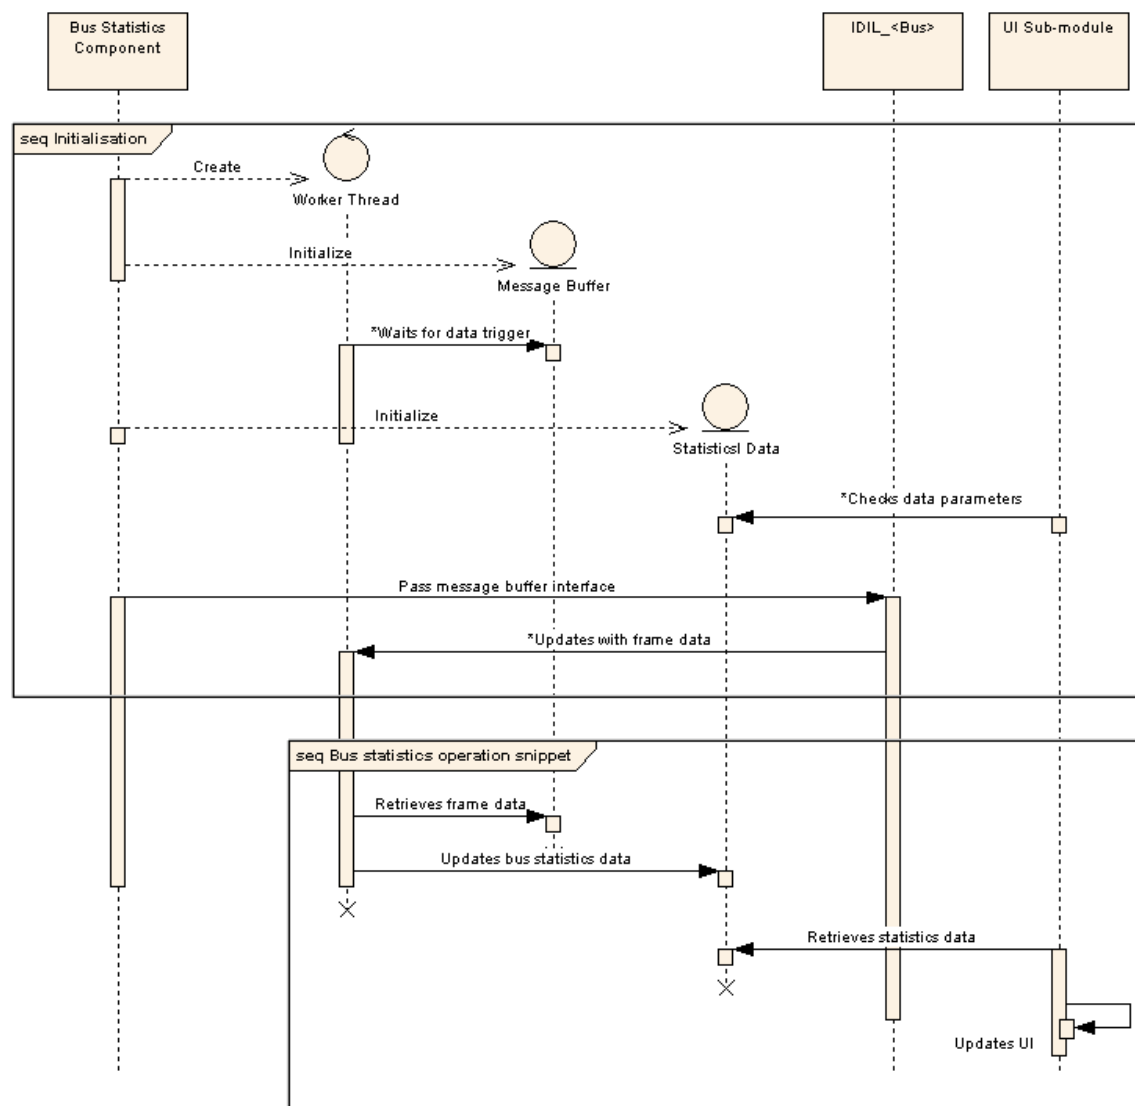 Bus Statistics
Component
IDIL_<Bus>
UI Sub-module
seq Initialisation
Create
Worker Thread
Initialize
Message Buffer
*Waits for data trigger
Initialize
Statisticsl Data
*Checks data parameters
Pass message buffer interface
*Updates with frame data
seq Bus statistics operation snippet
Retrieves frame data
Updates bus statistics data
Retrieves statistics data
Updates UI